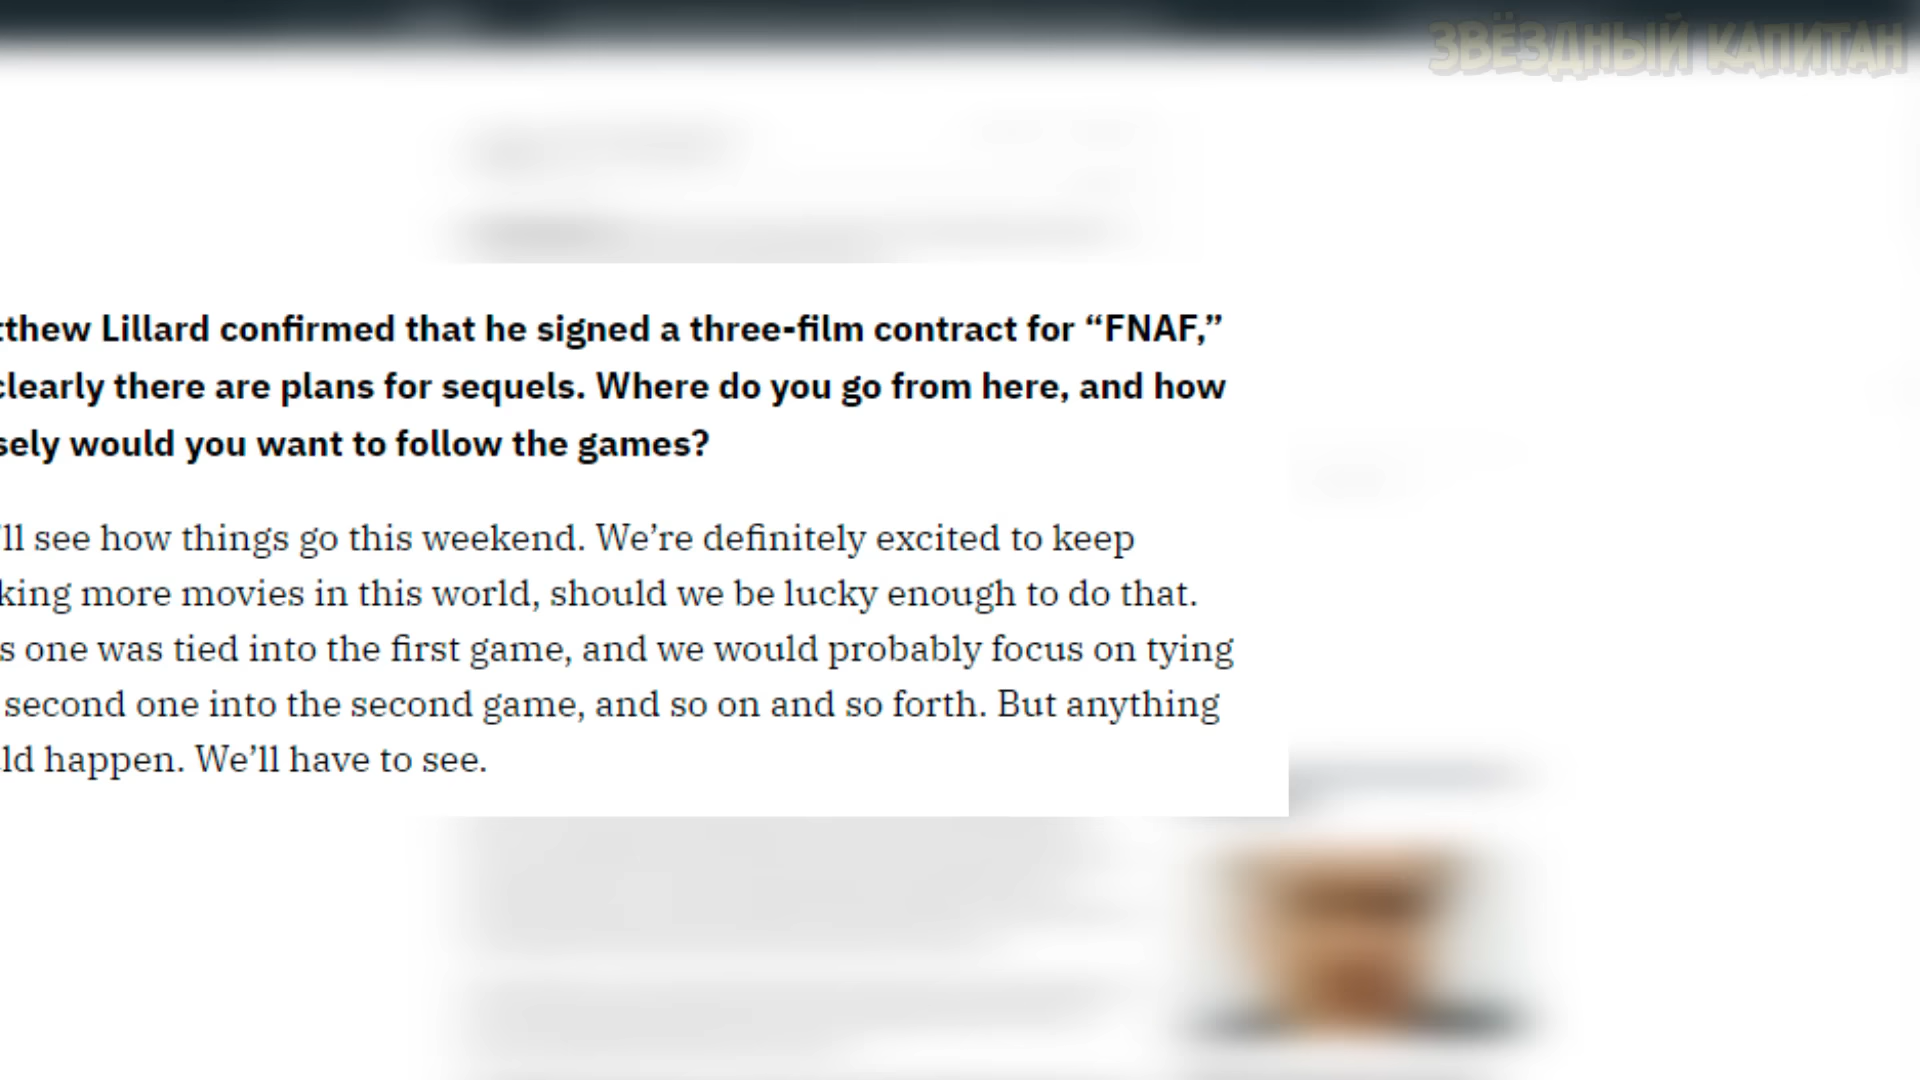 ЗВЁЗДНЫЙ КАПИТАН
tthew Lillard confirmed that he signed a three-film contract for “FNAF,”
clearly there are plans for sequels. Where do you go from here, and how
sely would you want to follow the games?
’ll see how things go this weekend. We’re definitely excited to keep
king more movies in this world, should we be lucky enough to do that.
s one was tied into the first game, and we would probably focus on tying
second one into the second game, and so on and so forth. But anything
ld happen. We’ll have to see.